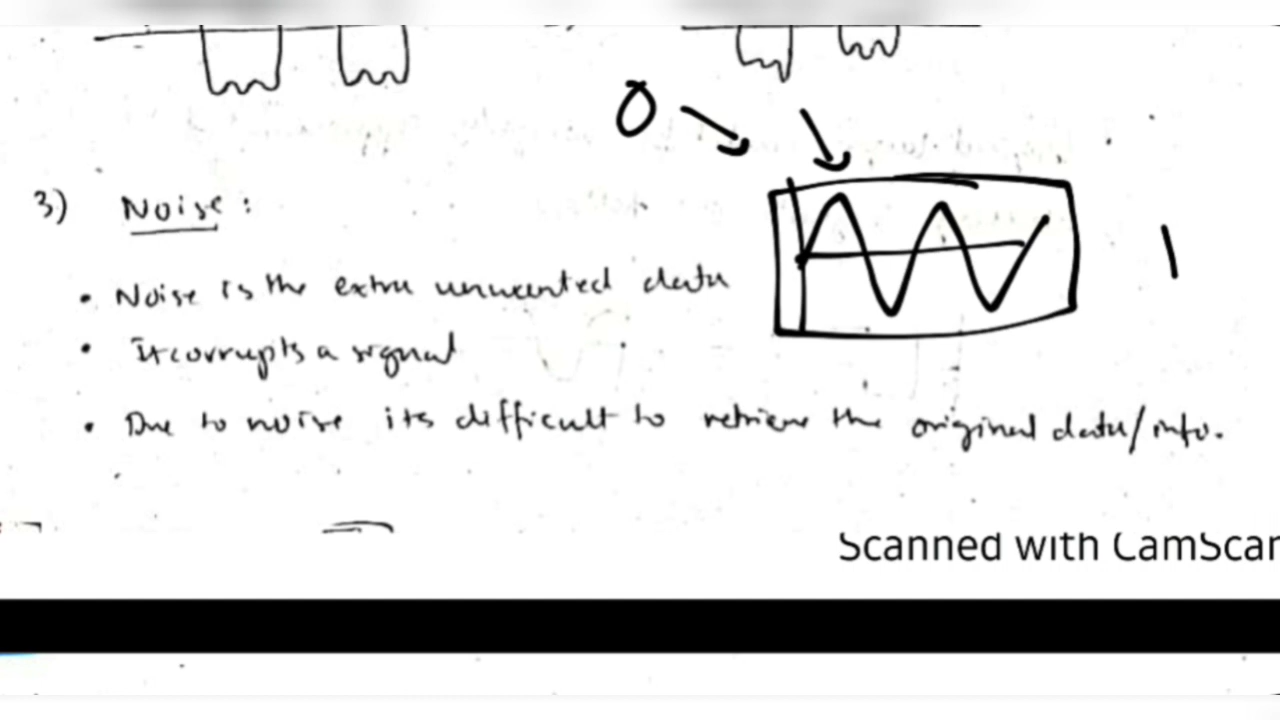 0
3) Noise:
1
• Noise is the extra unwanted data
• It corrupts a signal
• Due to noise its difficult to retrieve the original data/info.
Scanned with CamScan